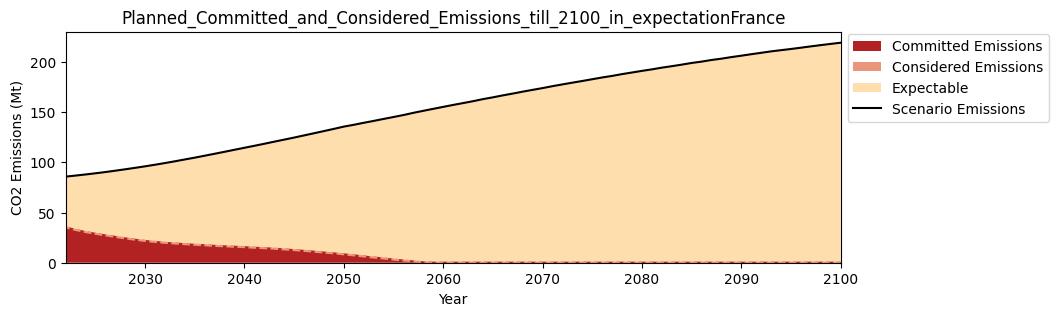 Planned_Committed_and_Considered_Emissions_till_2100_in_expectationFrance
CO2 Emissions (Mt)
200
150
100
50
0
2030
2040
2050
2060
2070
2080
2090
2100
Year
Committed Emissions
Considered Emissions
Expectable
Scenario Emissions